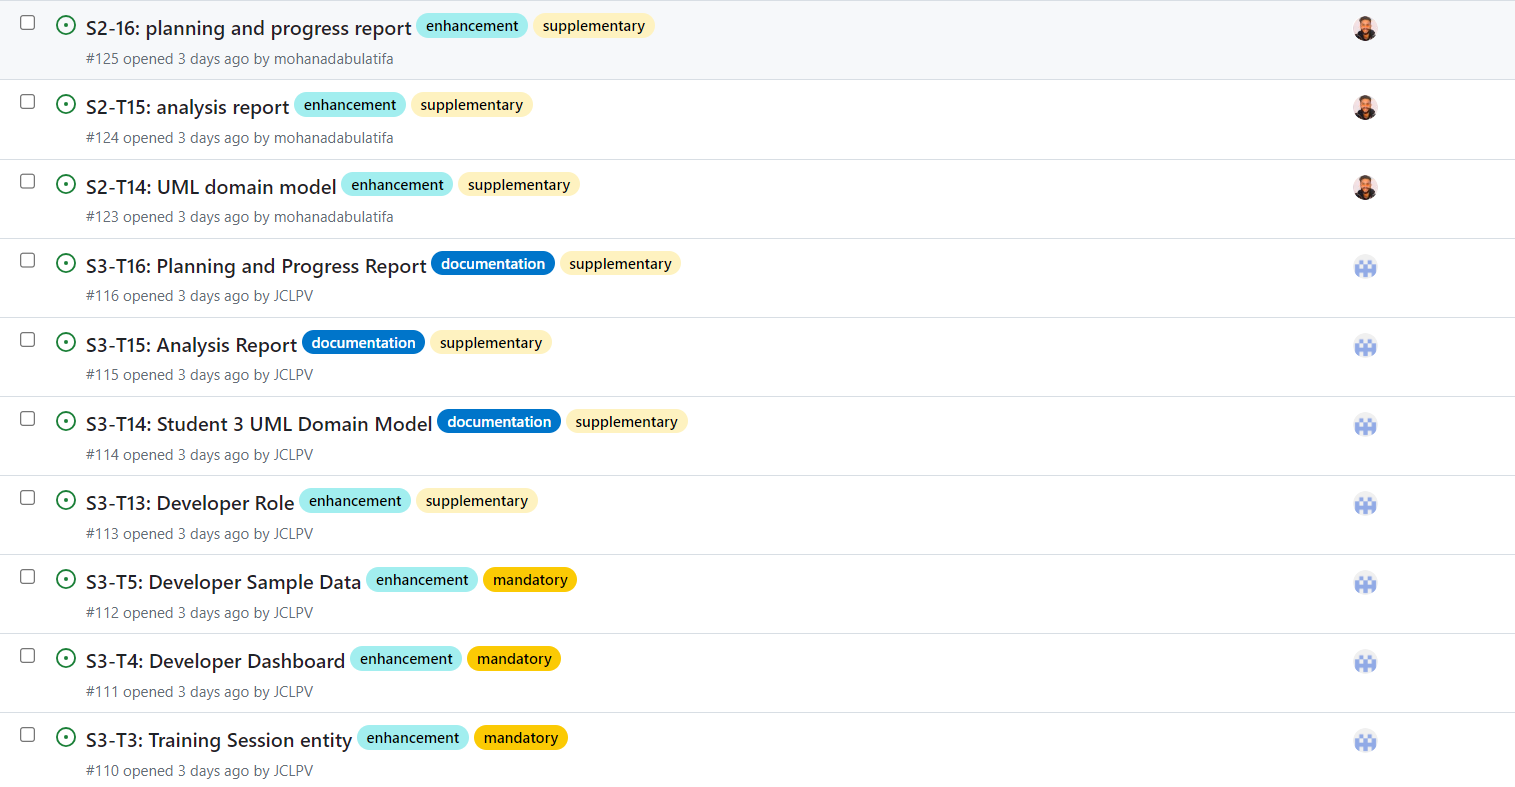 S2-16: planning and progress report enhancement supplementary
#125 opened 3 days ago by mohanadabulatifa
S2-T15: analysis report enhancement supplementary
#124 opened 3 days ago by mohanadabulatifa
S2-T14: UML domain model enhancement supplementary
#123 opened 3 days ago by mohanadabulatifa
S3-T16: Planning and Progress Report documentation supplementary
#116 opened 3 days ago by JCLPV
S3-T15: Analysis Report documentation supplementary
#115 opened 3 days ago by JCLPV
S3-T14: Student 3 UML Domain Model documentation supplementary
#114 opened 3 days ago by JCLPV
S3-T13: Developer Role enhancement supplementary
#113 opened 3 days ago by JCLPV
S3-T5: Developer Sample Data enhancement mandatory
#112 opened 3 days ago by JCLPV
S3-T4: Developer Dashboard enhancement mandatory
#111 opened 3 days ago by JCLPV
S3-T3: Training Session entity enhancement mandatory
#110 opened 3 days ago by JCLPV